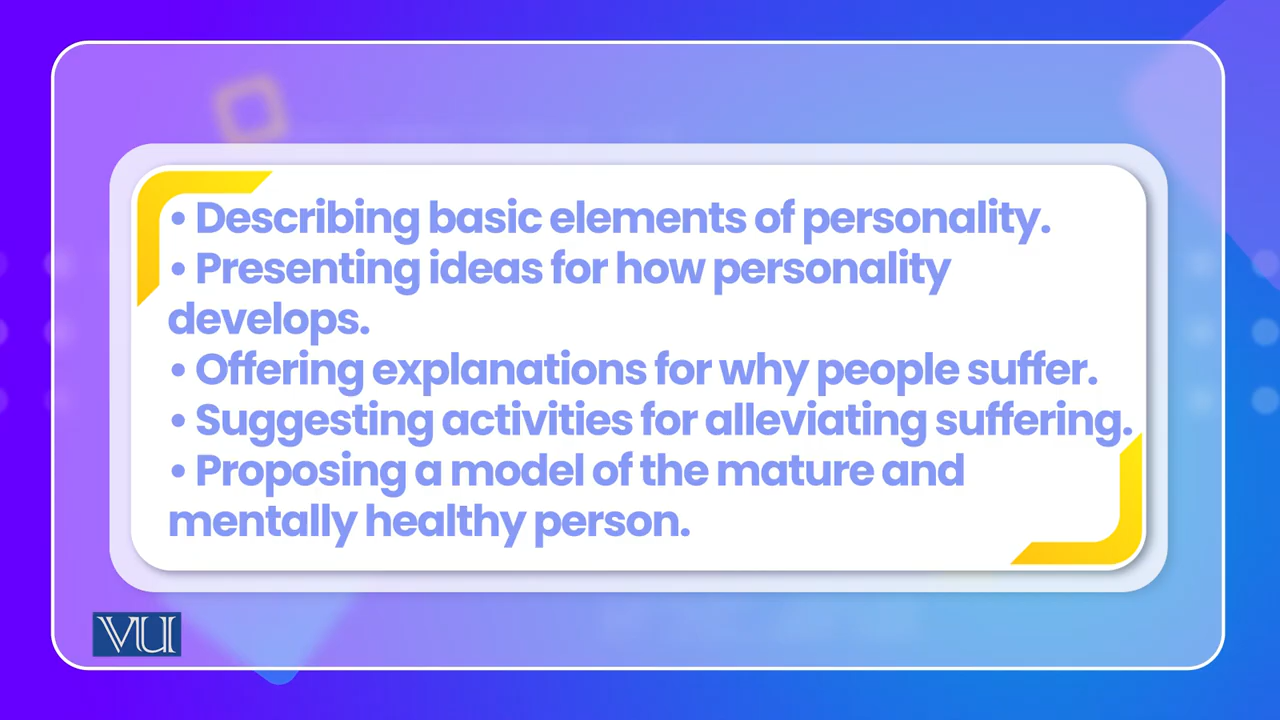 • Describing basic elements of personality.
• Presenting ideas for how personality
develops.
• Offering explanations for why people suffer.
• Suggesting activities for alleviating suffering.
• Proposing a model of the mature and
mentally healthy person.
VU